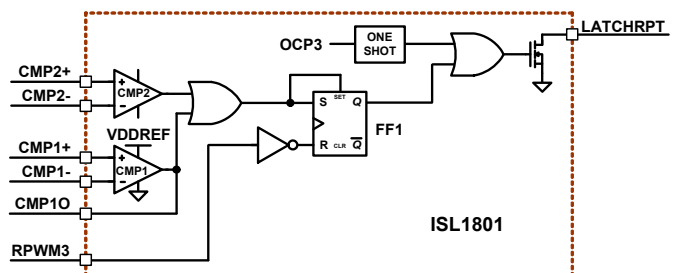 LATCHRPT
OCP3
ONE
SHOT
CMP2+
CMP2-
CMP2
+
-
S
SET
Q
FF1
R
CLR
Q
VDDREF
CMP1+
CMP1-
CMP1
+
-
CMP1O
RPWM3
ISL1801